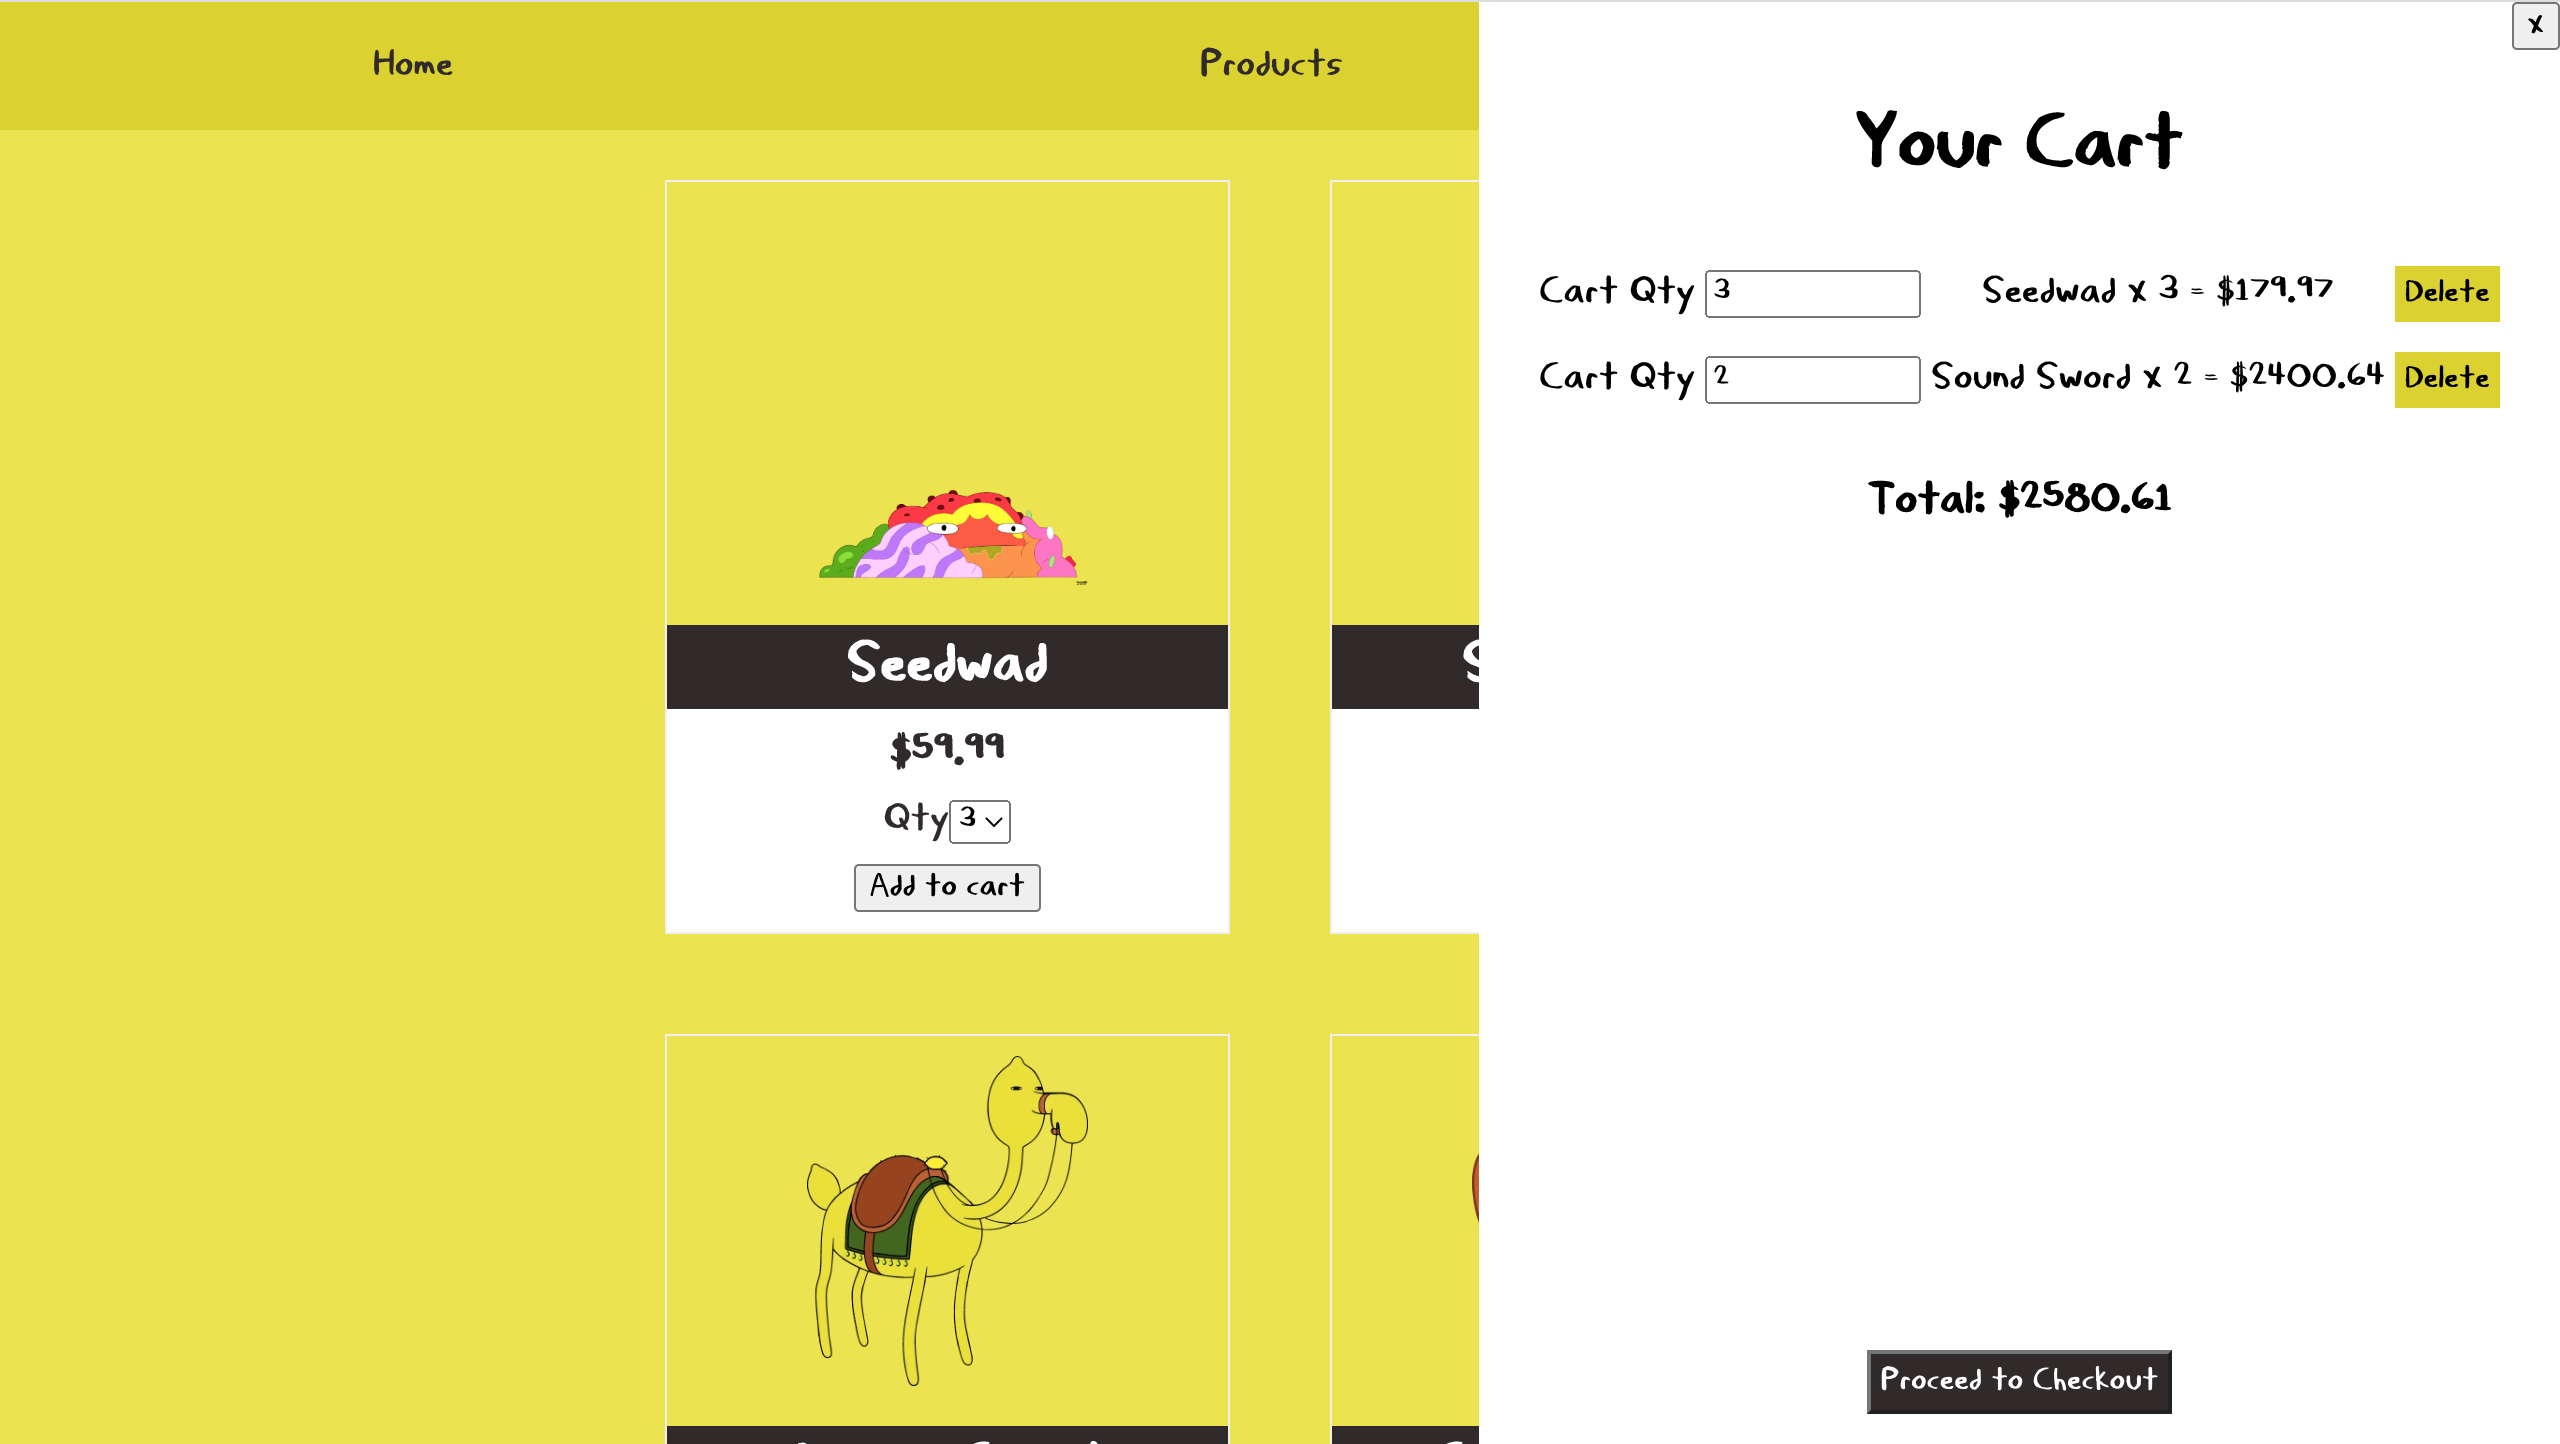 Home
Products
x
Your Cart
Cart Qty 3 Seedwad x 3 = $179.97 Delete
Cart Qty 2 Sound Sword x 2 = $2400.64 Delete
Total: $2580.61
Seedwad
$59.99
Qty 3
Add to cart
Proceed to Checkout